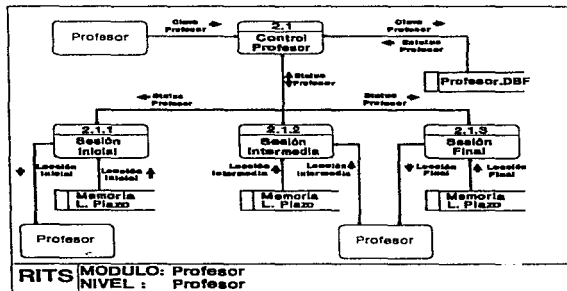 Profesor
Clave
Profesor
2.1
Control
Profesor
Clave
Profesor
Estatus
Profesor
Profesor.DBF
Status
Profesor
Status
Profesor
Status
Profesor
2.1.1
Sesión
Inicial
2.1.2
Sesión
Intermedia
2.1.3
Sesión
Final
Lección
Inicial
Lección
Inicial
Lección
Intermedia
Lección
Intermedia
Lección
Final
Lección
Final
Memoria
L. Plazo
Memoria
L. Plazo
Memoria
L. Plazo
Profesor
Profesor
RITS
MODULO: Profesor
NIVEL : Profesor